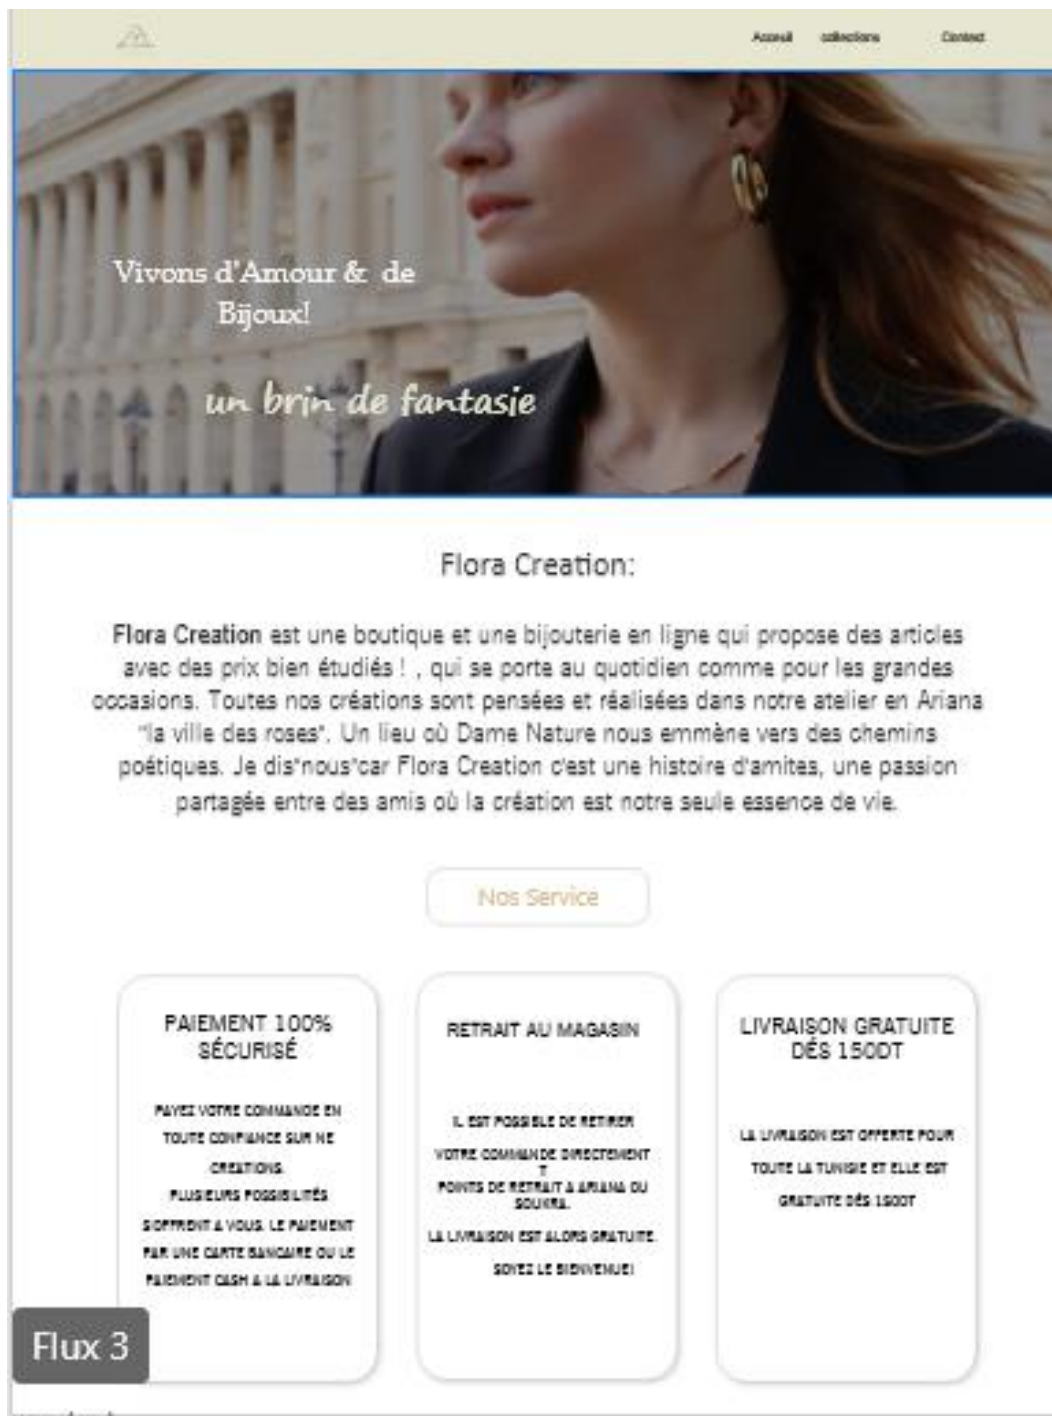 Acceuil collections Contact
Vivons d'Amour & de
Bijoux!
un brin de fantasie
Flora Creation:
Flora Creation est une boutique et une bijouterie en ligne qui propose des articles
avec des prix bien étudiés ! , qui se porte au quotidien comme pour les grandes
occasions. Toutes nos créations sont pensées et réalisées dans notre atelier en Ariana
"la ville des roses". Un lieu où Dame Nature nous emmène vers des chemins
poétiques. Je dis"nous"car Flora Creation c'est une histoire d'amites, une passion
partagée entre des amis où la création est notre seule essence de vie.
Nos Service
PAIEMENT 100%
SÉCURISÉ
PAYEZ VOTRE COMMANDE EN
TOUTE CONFIANCE SUR NE
CREATIONS.
PLUSIEURS POSSIBILITÉS
S'OFFRENT A VOUS. LE PAIEMENT
PAR UNE CARTE BANCAIRE OU LE
PAIEMENT CASH A LA LIVRAISON
RETRAIT AU MAGASIN
IL EST POSSIBLE DE RETIRER
VOTRE COMMANDE DIRECTEMENT
T
POINTS DE RETRAIT A ARIANA OU
SOUKRA.
LA LIVRAISON EST ALORS GRATUITE.
SOYEZ LE BIENVENUE!
LIVRAISON GRATUITE
DÉS 150DT
LA LIVRAISON EST OFFERTE POUR
TOUTE LA TUNISIE ET ELLE EST
GRATUITE DÉS 150DT
Flux 3